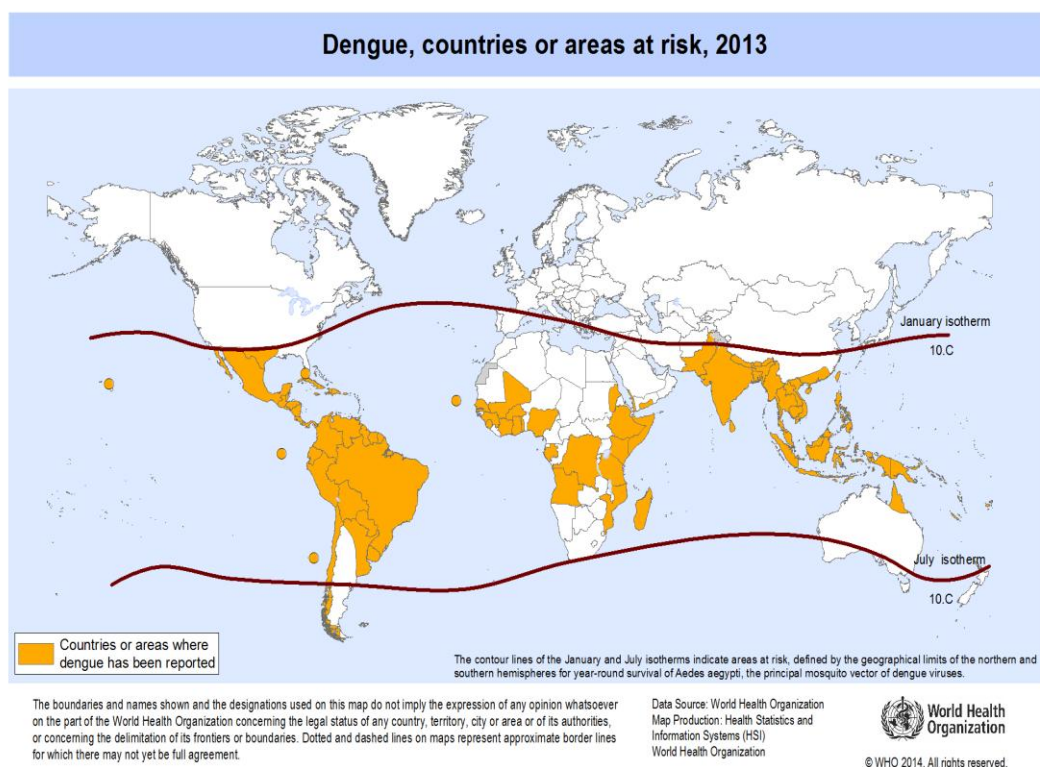 Dengue, countries or areas at risk, 2013
January isotherm
10.C
July isotherm
10.C
Countries or areas where
dengue has been reported
The contour lines of the January and July isotherms indicate areas at risk, defined by the geographical limits of the northern and
southern hemispheres for year-round survival of Aedes aegypti, the principal mosquito vector of dengue viruses.
The boundaries and names shown and the designations used on this map do not imply the expression of any opinion whatsoever
on the part of the World Health Organization concerning the legal status of any country, territory, city or area or of its authorities,
or concerning the delimitation of its frontiers or boundaries. Dotted and dashed lines on maps represent approximate border lines
for which there may not yet be full agreement.
Data Source: World Health Organization
Map Production: Health Statistics and
Information Systems (HSI)
World Health Organization
World Health
Organization
© WHO 2014. All rights reserved.